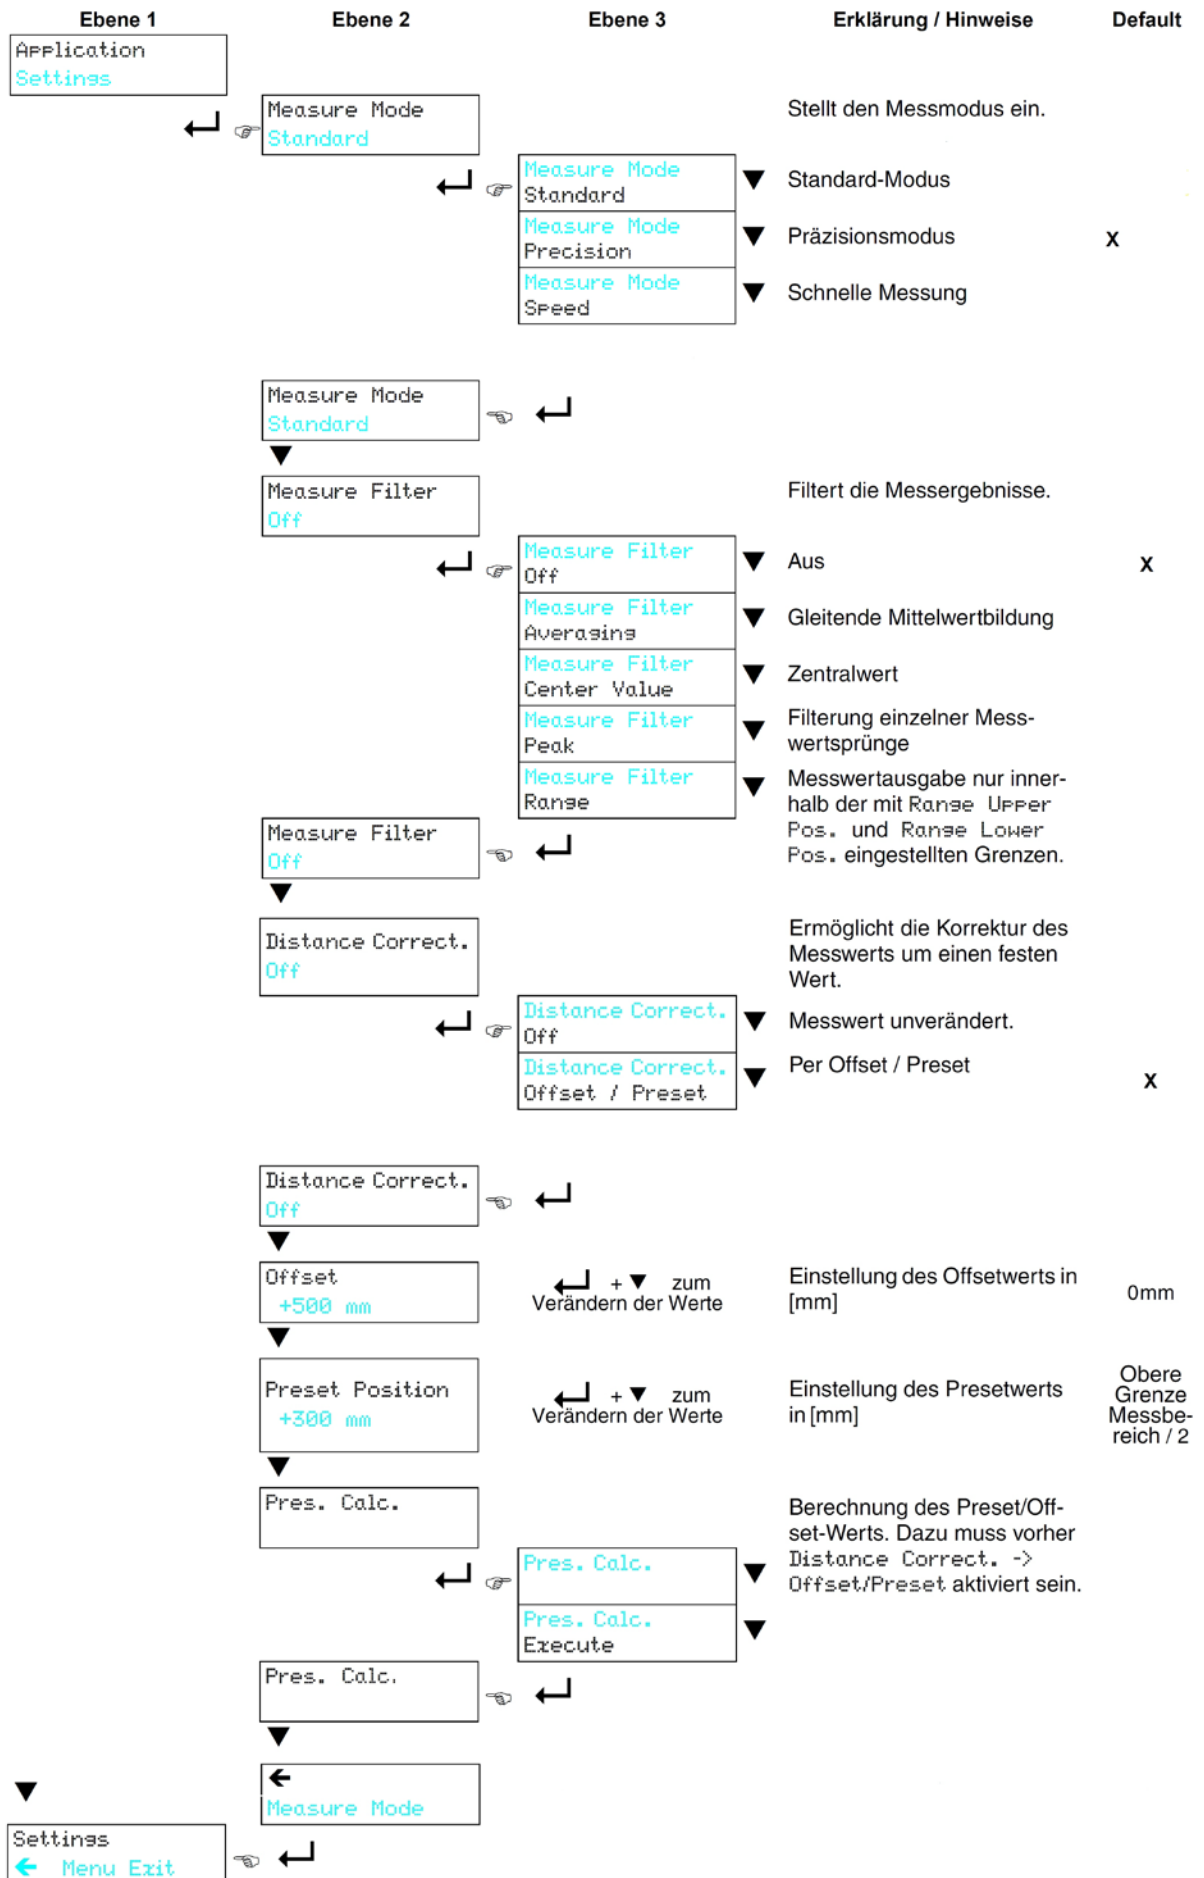 Ebene 1 Ebene 2 Ebene 3 Erklärung / Hinweise Default
Application
Settings
Measure Mode
Standard
Stellt den Messmodus ein.
Measure Mode
Standard
Standard-Modus
Measure Mode
Precision
Präzisionsmodus X
Measure Mode
Speed
Schnelle Messung
Measure Mode
Standard
Measure Filter
Off
Filtert die Messergebnisse.
Measure Filter
Off
Aus X
Measure Filter
Averaging
Gleitende Mittelwertbildung
Measure Filter
Center Value
Zentralwert
Measure Filter
Peak
Filterung einzelner Mess-
wertsprünge
Measure Filter
Range
Messwertausgabe nur inner-
halb der mit Range Upper
Pos. und Range Lower
Pos. eingestellten Grenzen.
Measure Filter
Off
Distance Correct.
Off
Ermöglicht die Korrektur des
Messwerts um einen festen
Wert.
Distance Correct.
Off
Messwert unverändert.
Distance Correct.
Offset / Preset
Per Offset / Preset
X
Distance Correct.
Off
Offset
+500 mm
↵ + ▼ zum
Verändern der Werte
Einstellung des Offsetwerts in
[mm]
0mm
Preset Position
+300 mm
↵ + ▼ zum
Verändern der Werte
Einstellung des Presetwerts
in [mm]
Obere
Grenze
Messbe-
reich / 2
Pres. Calc.
Berechnung des Preset/Off-
set-Werts. Dazu muss vorher
Distance Correct. ->
Offset/Preset aktiviert sein.
Pres. Calc.
Pres. Calc.
Execute
Pres. Calc.
←
Measure Mode
Settings
← Menu Exit